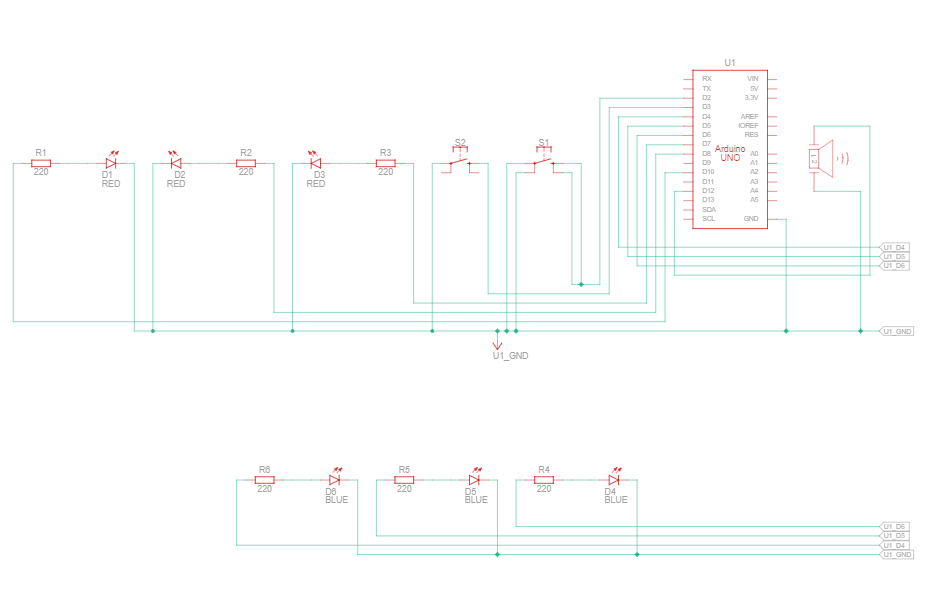 U1
RX VIN
TX 5V
D2 3.3V
D3
D4 AREF
D5 IOREF
D6 RES
D7
Arduino
UNO
D8 A0
D9 A1
D10 A2
D11 A3
D12 A4
D13 A5
SDA
SCL GND
R1
220
D1
RED
D2
RED
R2
220
D3
RED
R3
220
S2
S1
U1_D4
U1_D5
U1_D6
U1_GND
U1_GND
R6
220
D6
BLUE
R5
220
D5
BLUE
R4
220
D4
BLUE
U1_D6
U1_D5
U1_D4
U1_GND